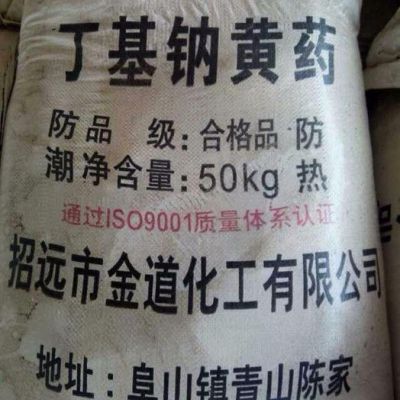 丁基钠黄药
防品 级:合格品 防
潮净含量:50kg 热
通过ISO9001质量体系认证
招远市金道化工有限公司
地址:阜山镇青山陈家